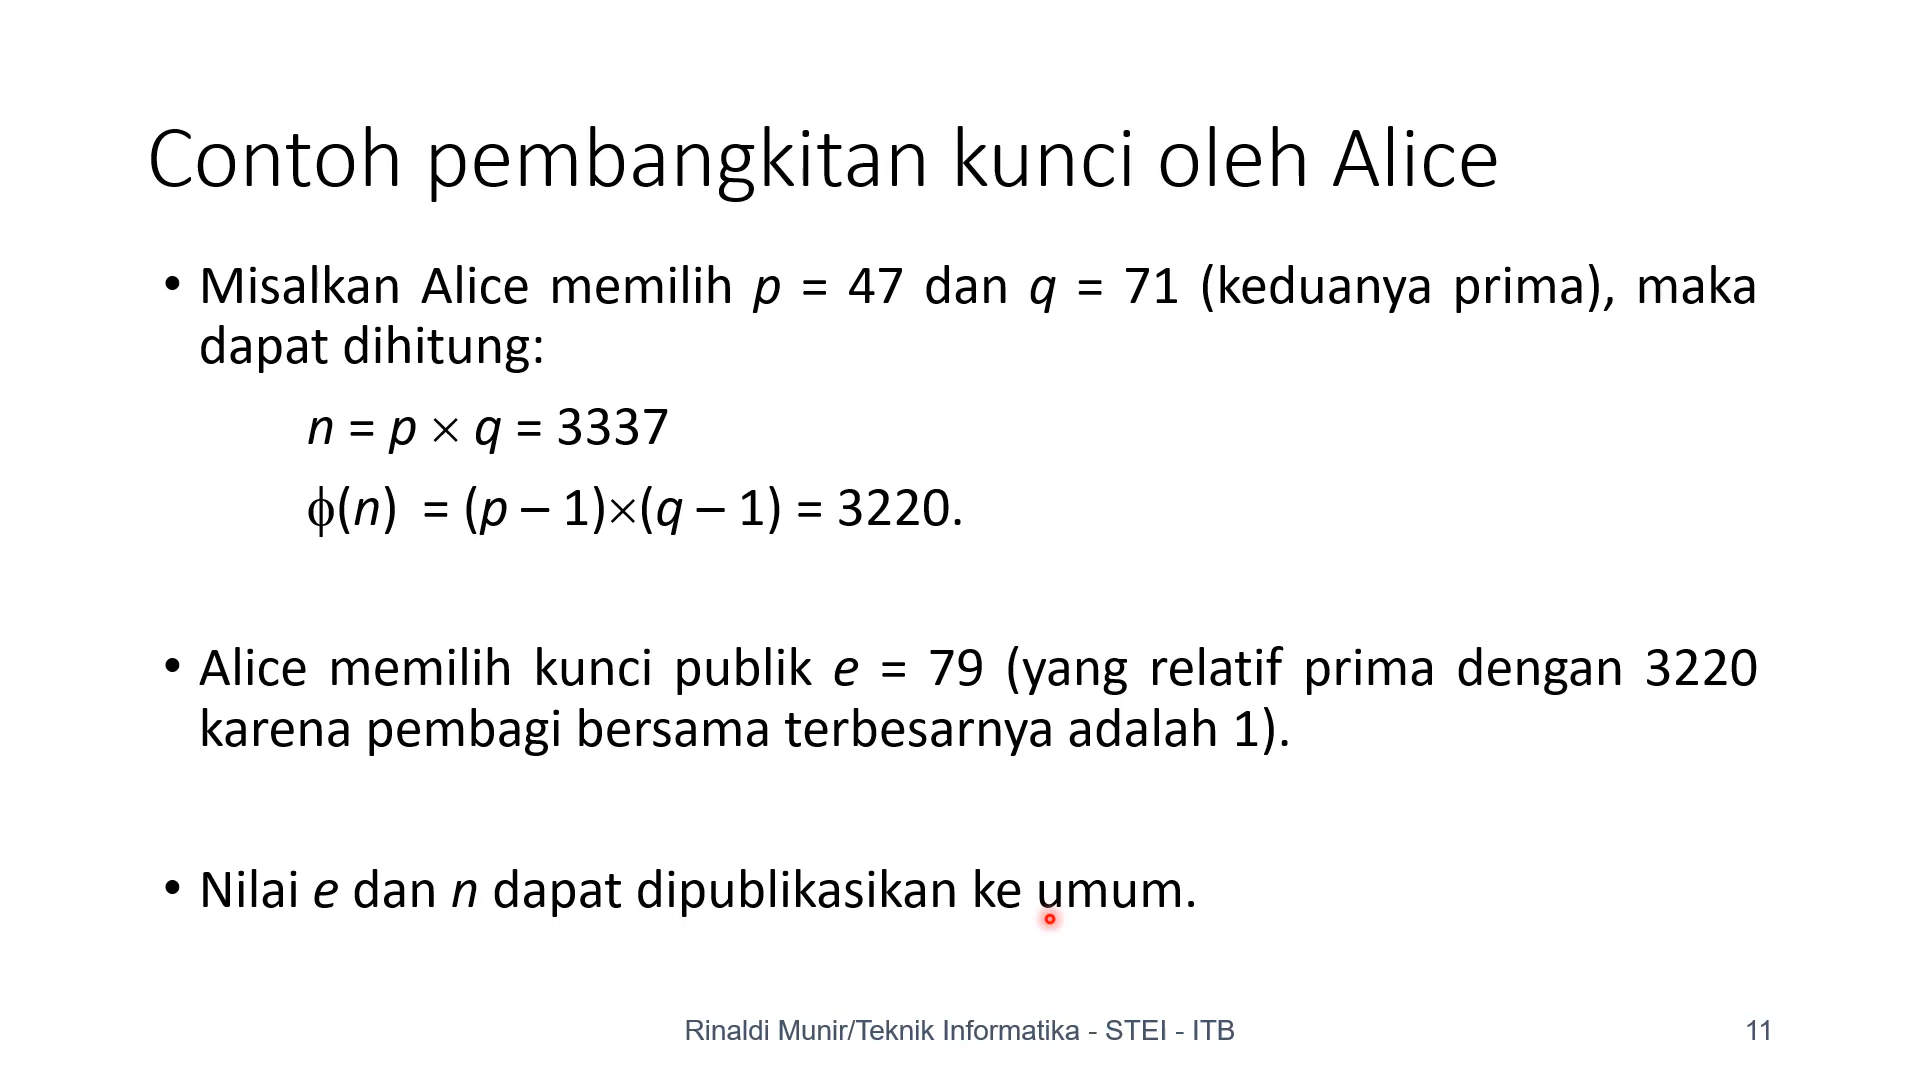 Contoh pembangkitan kunci oleh Alice
• Misalkan Alice memilih p = 47 dan q = 71 (keduanya prima), maka
dapat dihitung:
n = p × q = 3337
ϕ(n) = (p – 1)×(q – 1) = 3220.
• Alice memilih kunci publik e = 79 (yang relatif prima dengan 3220
karena pembagi bersama terbesarnya adalah 1).
• Nilai e dan n dapat dipublikasikan ke umum.
Rinaldi Munir/Teknik Informatika - STEI - ITB
11